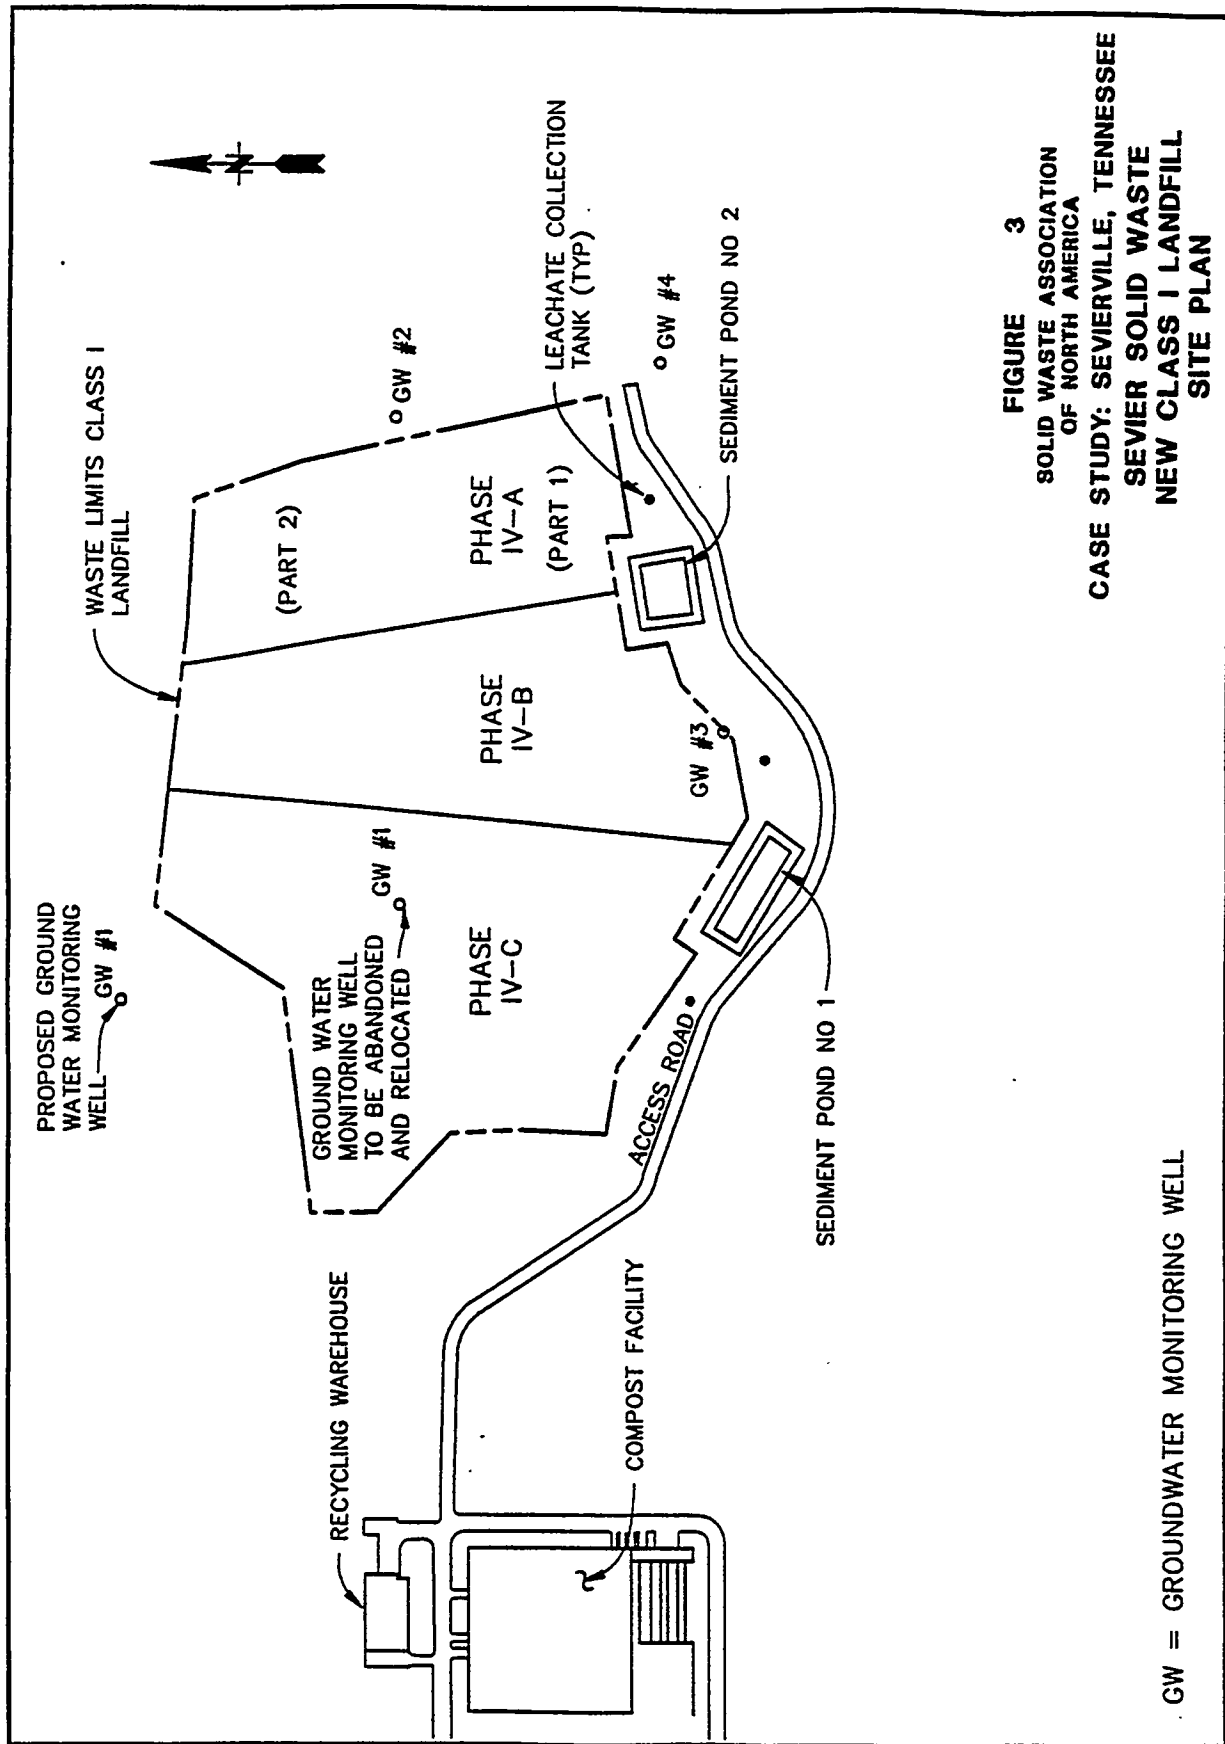 PROPOSED GROUND
WATER MONITORING
WELL
GW #1
WASTE LIMITS CLASS I
LANDFILL
N
RECYCLING WAREHOUSE
GROUND WATER
MONITORING WELL
TO BE ABANDONED
AND RELOCATED
GW #1
(PART 2)
GW #2
PHASE
IV-C
PHASE
IV-B
PHASE
IV-A
(PART 1)
LEACHATE COLLECTION
TANK (TYP)
GW #3
GW #4
COMPOST FACILITY
ACCESS ROAD
SEDIMENT POND NO 2
SEDIMENT POND NO 1
GW = GROUNDWATER MONITORING WELL
FIGURE 3
SOLID WASTE ASSOCIATION
OF NORTH AMERICA
CASE STUDY: SEVIERVILLE, TENNESSEE
SEVIER SOLID WASTE
NEW CLASS I LANDFILL
SITE PLAN